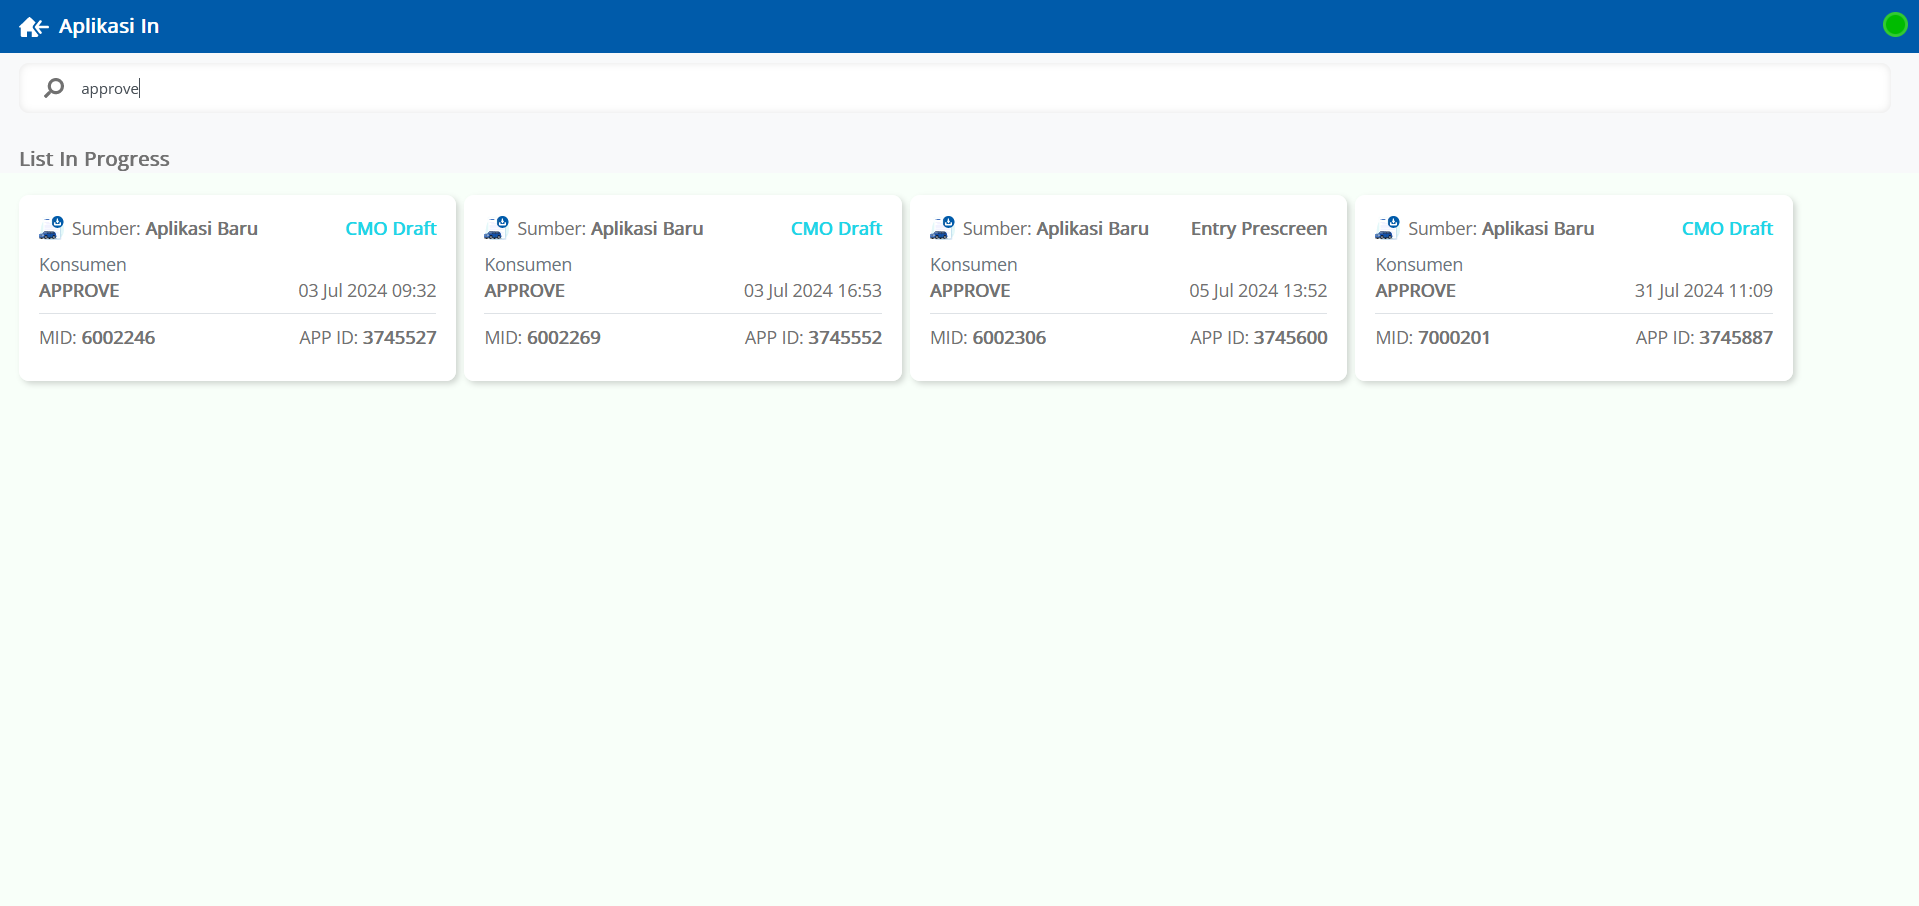 Aplikasi In
approve
List In Progress
Sumber: Aplikasi Baru CMO Draft
Konsumen
APPROVE 03 Jul 2024 09:32
MID: 6002246 APP ID: 3745527
Sumber: Aplikasi Baru CMO Draft
Konsumen
APPROVE 03 Jul 2024 16:53
MID: 6002269 APP ID: 3745552
Sumber: Aplikasi Baru Entry Prescreen
Konsumen
APPROVE 05 Jul 2024 13:52
MID: 6002306 APP ID: 3745600
Sumber: Aplikasi Baru CMO Draft
Konsumen
APPROVE 31 Jul 2024 11:09
MID: 7000201 APP ID: 3745887